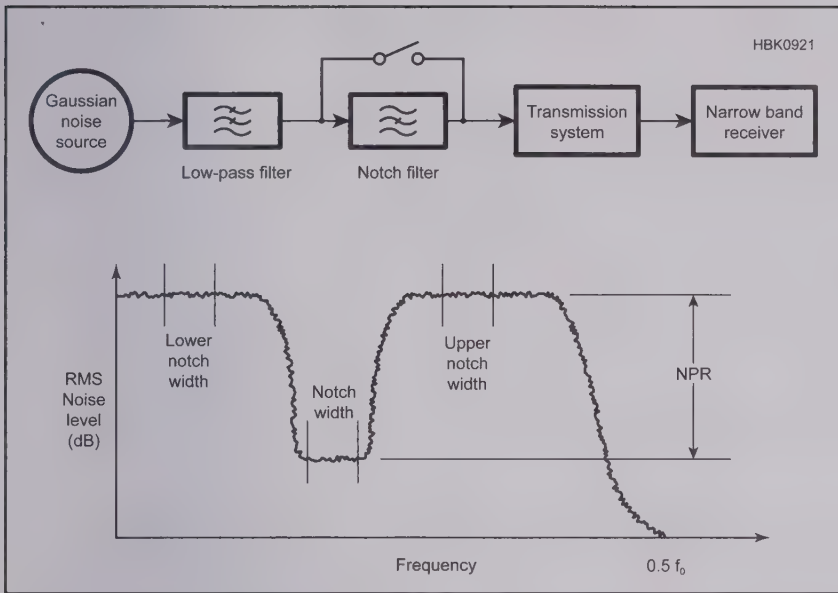 HBK0921
Gaussian
noise
source
Low-pass filter
Notch filter
Transmission
system
Narrow band
receiver
RMS
Noise
level
(dB)
Lower
notch
width
Notch
width
Upper
notch
width
NPR
Frequency
0.5 f₀